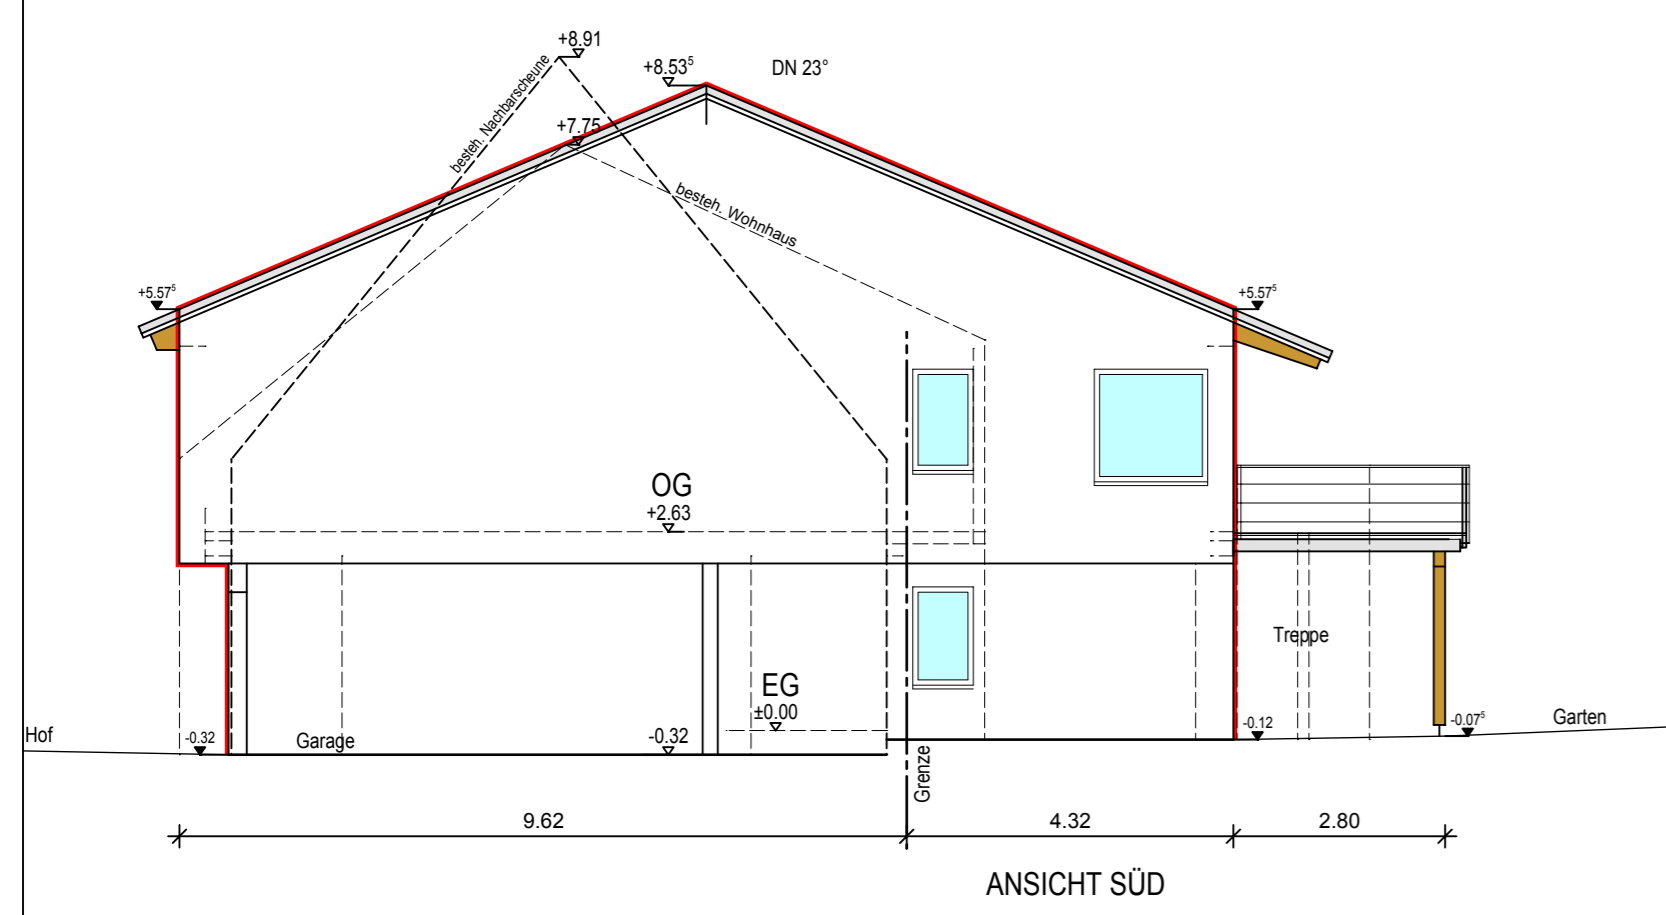 +8.91
+8.53⁵
DN 23°
besteh. Nachbarscheune
+7.75
besteh. Wohnhaus
+5.57⁵
+5.57⁵
OG
+2.63
Treppe
EG
±0.00
Hof
-0.32
Garage
-0.32
-0.12
-0.07⁵
Garten
Grenze
9.62
4.32
2.80
ANSICHT SÜD